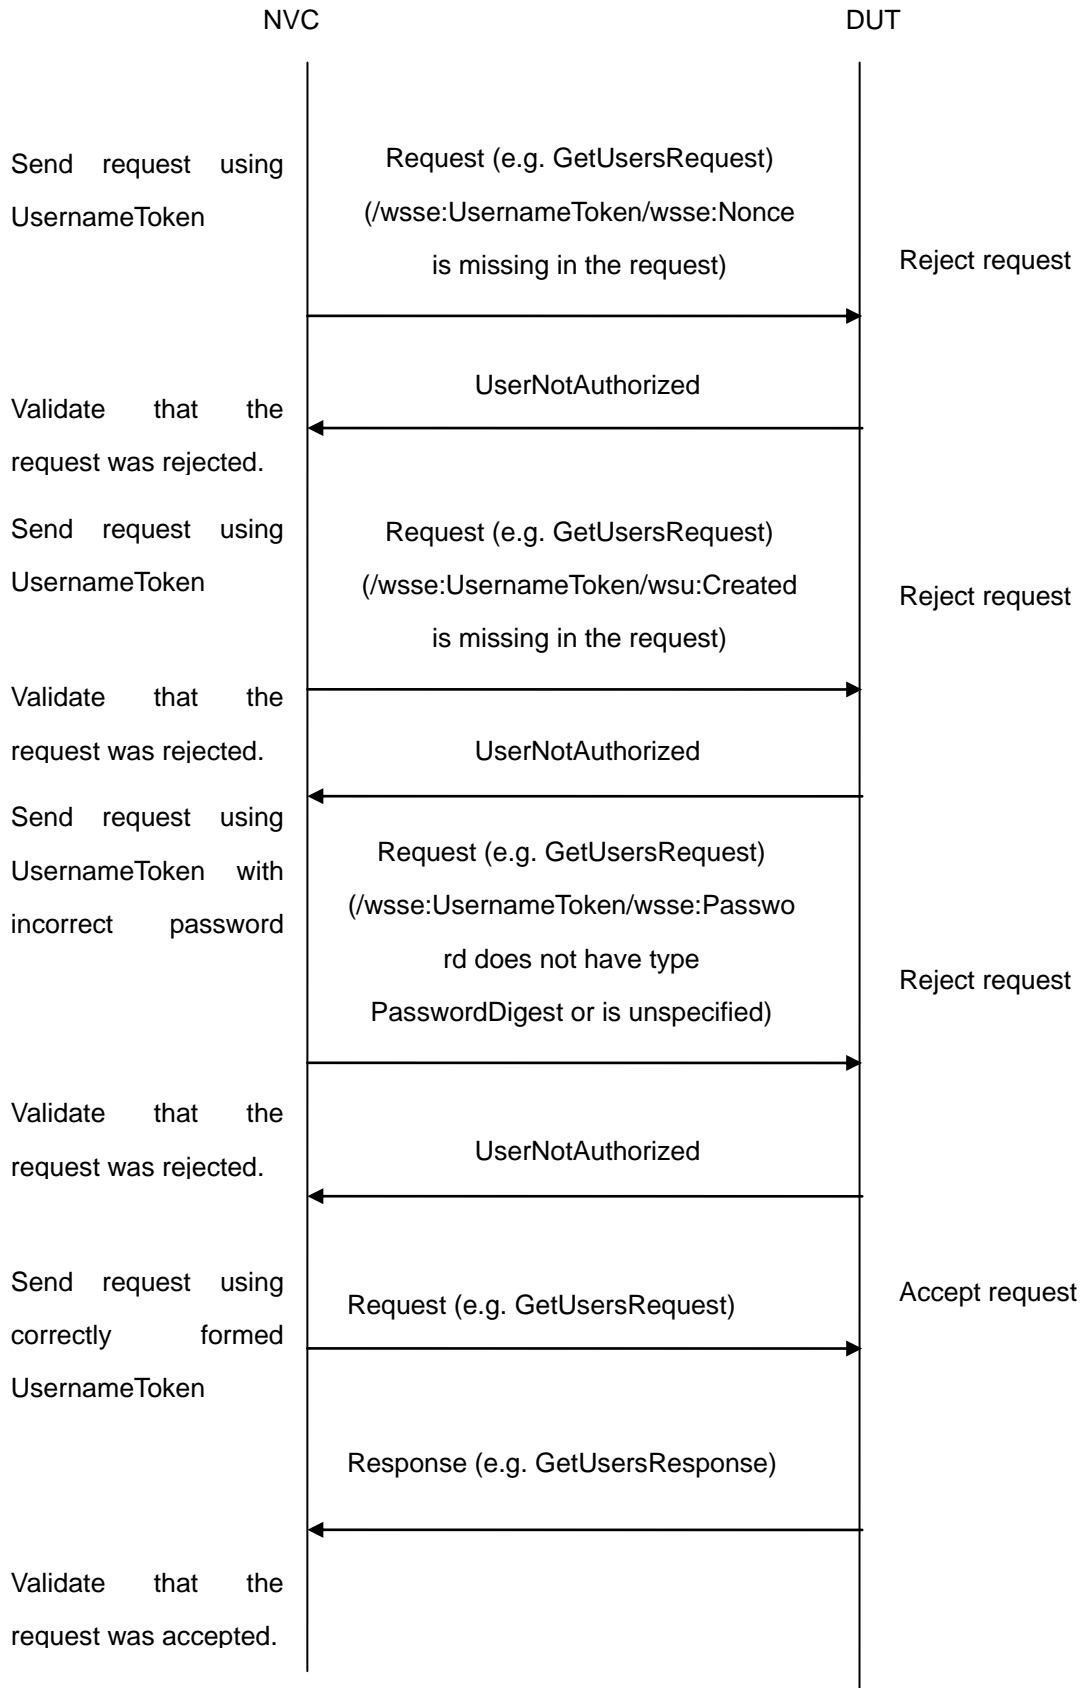 NVC
DUT
Send request using
UsernameToken
Request (e.g. GetUsersRequest)
(/wsse:UsernameToken/wsse:Nonce
is missing in the request)
Reject request
UserNotAuthorized
Validate that the
request was rejected.
Send request using
UsernameToken
Request (e.g. GetUsersRequest)
(/wsse:UsernameToken/wsu:Created
is missing in the request)
Reject request
Validate that the
request was rejected.
UserNotAuthorized
Send request using
UsernameToken with
incorrect password
Request (e.g. GetUsersRequest)
(/wsse:UsernameToken/wsse:Passwo
rd does not have type
PasswordDigest or is unspecified)
Reject request
Validate that the
request was rejected.
UserNotAuthorized
Send request using
correctly formed
UsernameToken
Request (e.g. GetUsersRequest)
Accept request
Response (e.g. GetUsersResponse)
Validate that the
request was accepted.